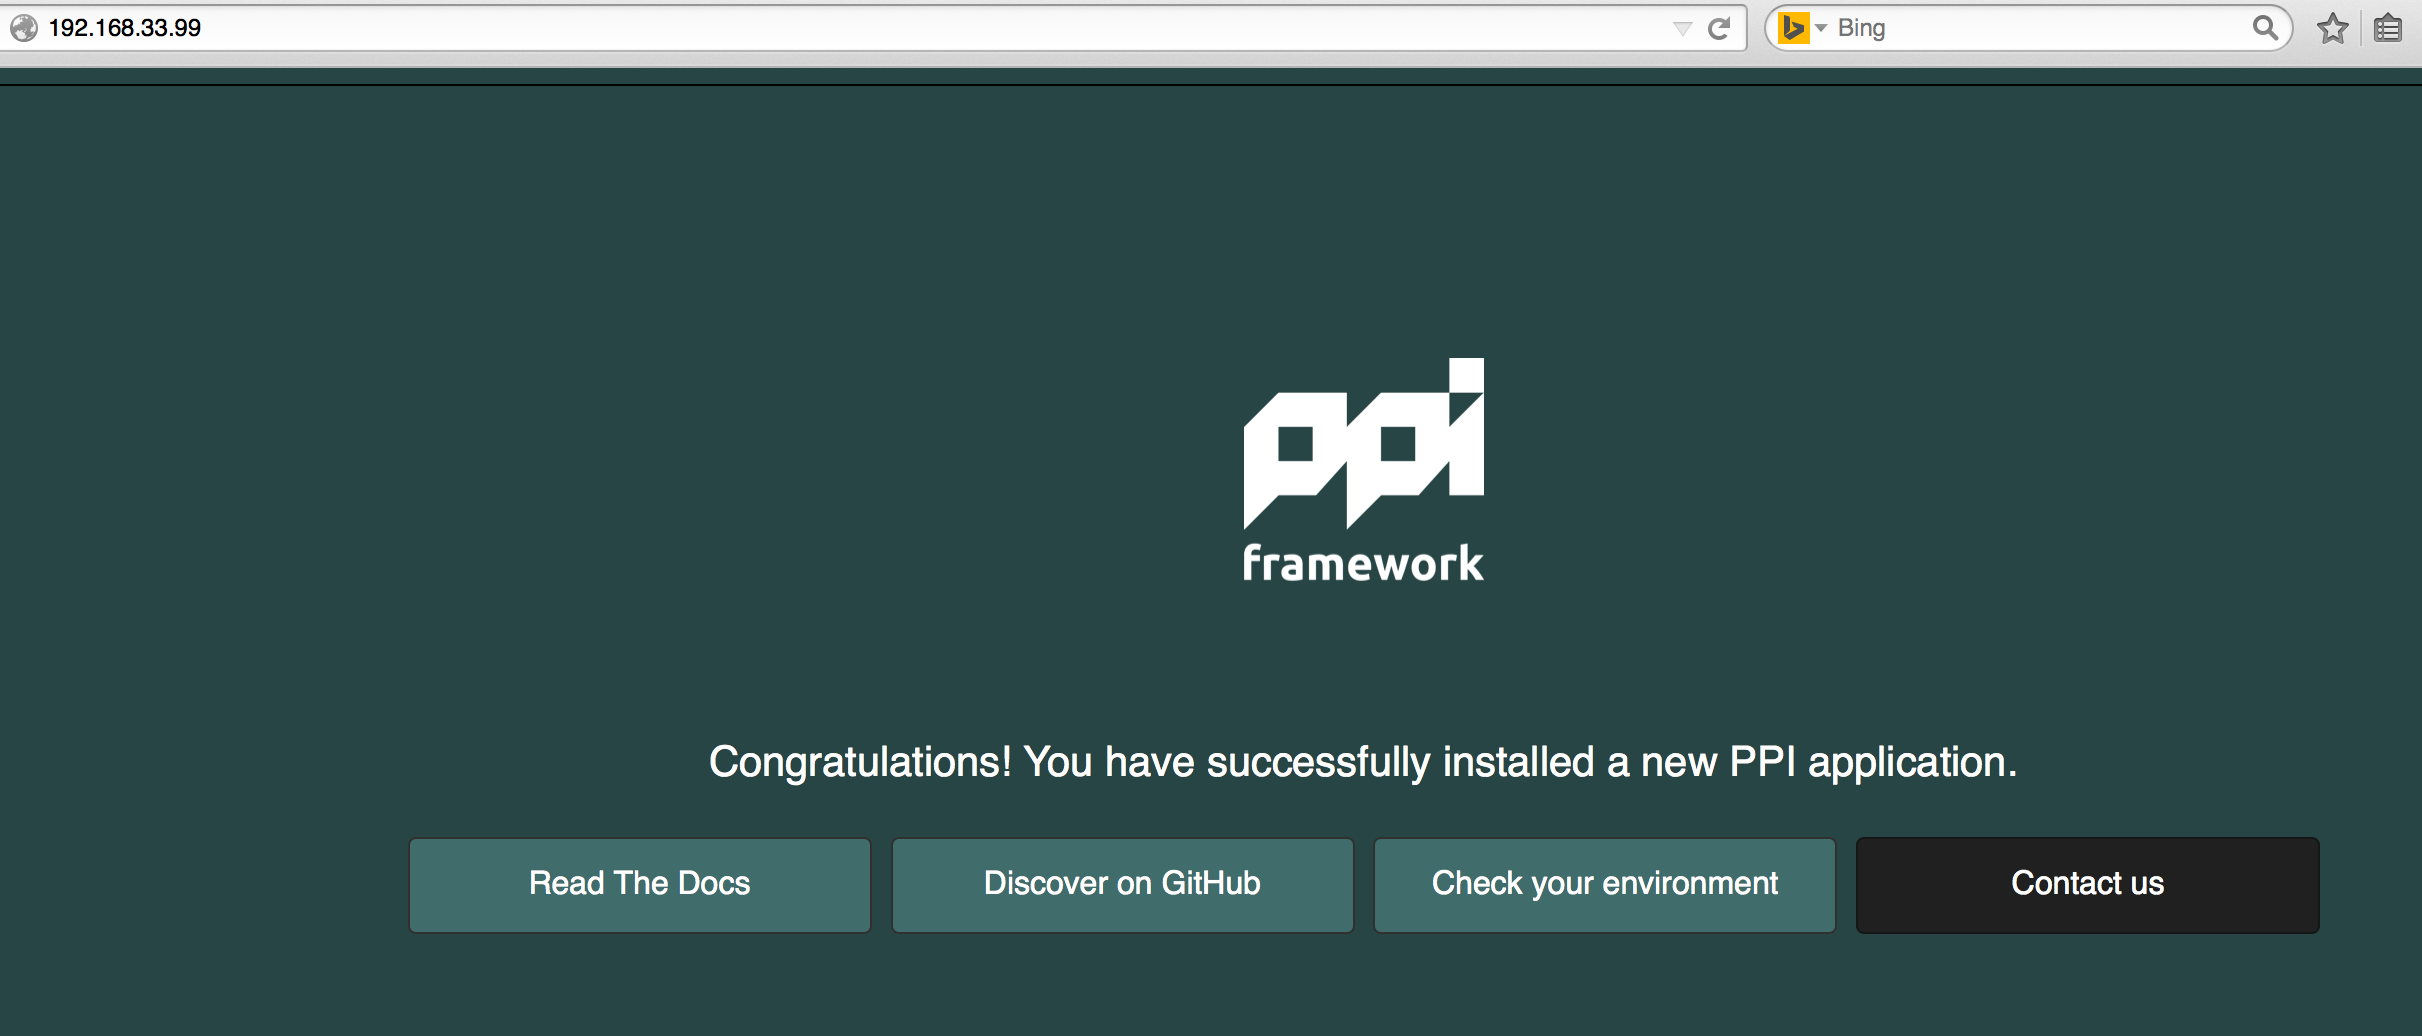 192.168.33.99
Bing
ppi
framework
Congratulations! You have successfully installed a new PPI application.
Read The Docs
Discover on GitHub
Check your environment
Contact us